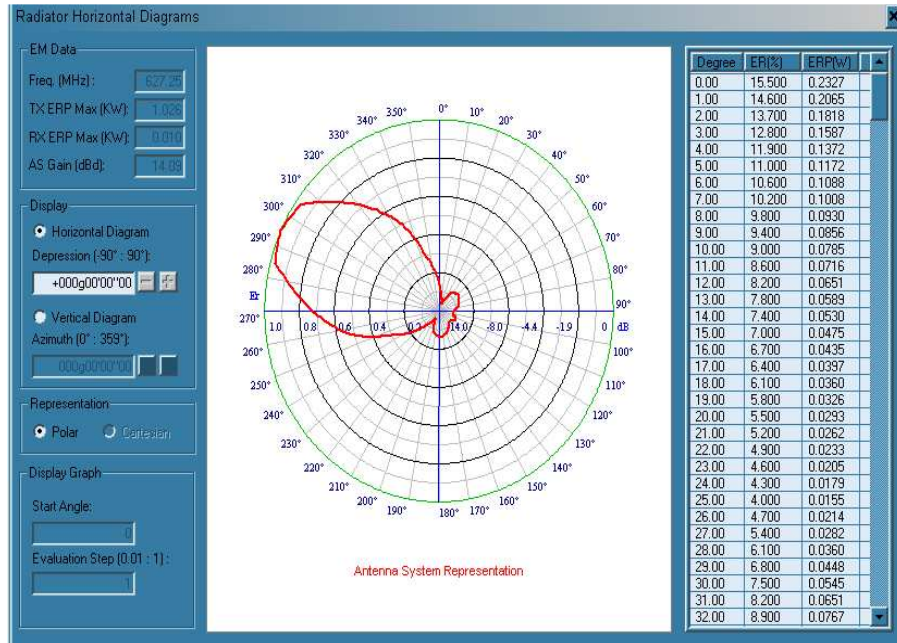 Radiator Horizontal Diagrams
EM Data
Freq. (MHz) : 627.25
TX ERP Max (KW): 1.026
RX ERP Max (KW): 0.010
AS Gain (dBd): 14.09
Display
Horizontal Diagram
Depression (-90° : 90°):
+000g00'00''00
Vertical Diagram
Azimuth (0° : 359°):
000g00'00''00
Representation
Polar Cartesian
Display Graph
Start Angle:
0
Evaluation Step (0.01 : 1) :
1
0°
10°
20°
30°
40°
50°
60°
70°
80°
90°
100°
110°
120°
130°
140°
150°
160°
170°
180°
190°
200°
210°
220°
230°
240°
250°
260°
270°
280°
290°
300°
310°
320°
330°
340°
350°
Er
1.0 0.8 0.6 0.4 0.2 14.0 -8.0 -4.4 -1.9 0 dB
Antenna System Representation
Degree ER(%) ERP(W)
0.00 15.500 0.2327
1.00 14.600 0.2065
2.00 13.700 0.1818
3.00 12.800 0.1587
4.00 11.900 0.1372
5.00 11.000 0.1172
6.00 10.600 0.1088
7.00 10.200 0.1008
8.00 9.800 0.0930
9.00 9.400 0.0856
10.00 9.000 0.0785
11.00 8.600 0.0716
12.00 8.200 0.0651
13.00 7.800 0.0589
14.00 7.400 0.0530
15.00 7.000 0.0475
16.00 6.700 0.0435
17.00 6.400 0.0397
18.00 6.100 0.0360
19.00 5.800 0.0326
20.00 5.500 0.0293
21.00 5.200 0.0262
22.00 4.900 0.0233
23.00 4.600 0.0205
24.00 4.300 0.0179
25.00 4.000 0.0155
26.00 4.700 0.0214
27.00 5.400 0.0282
28.00 6.100 0.0360
29.00 6.800 0.0448
30.00 7.500 0.0545
31.00 8.200 0.0651
32.00 8.900 0.0767